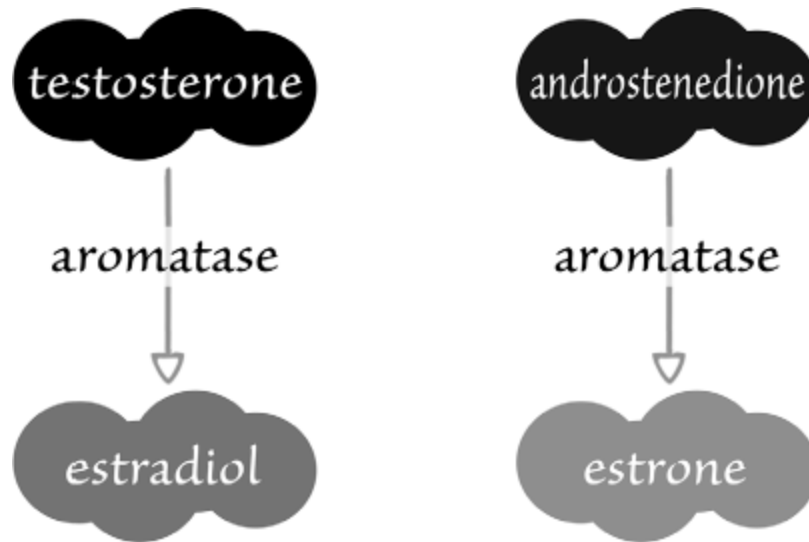 testosterone
androstenedione
aromatase
aromatase
estradiol
estrone